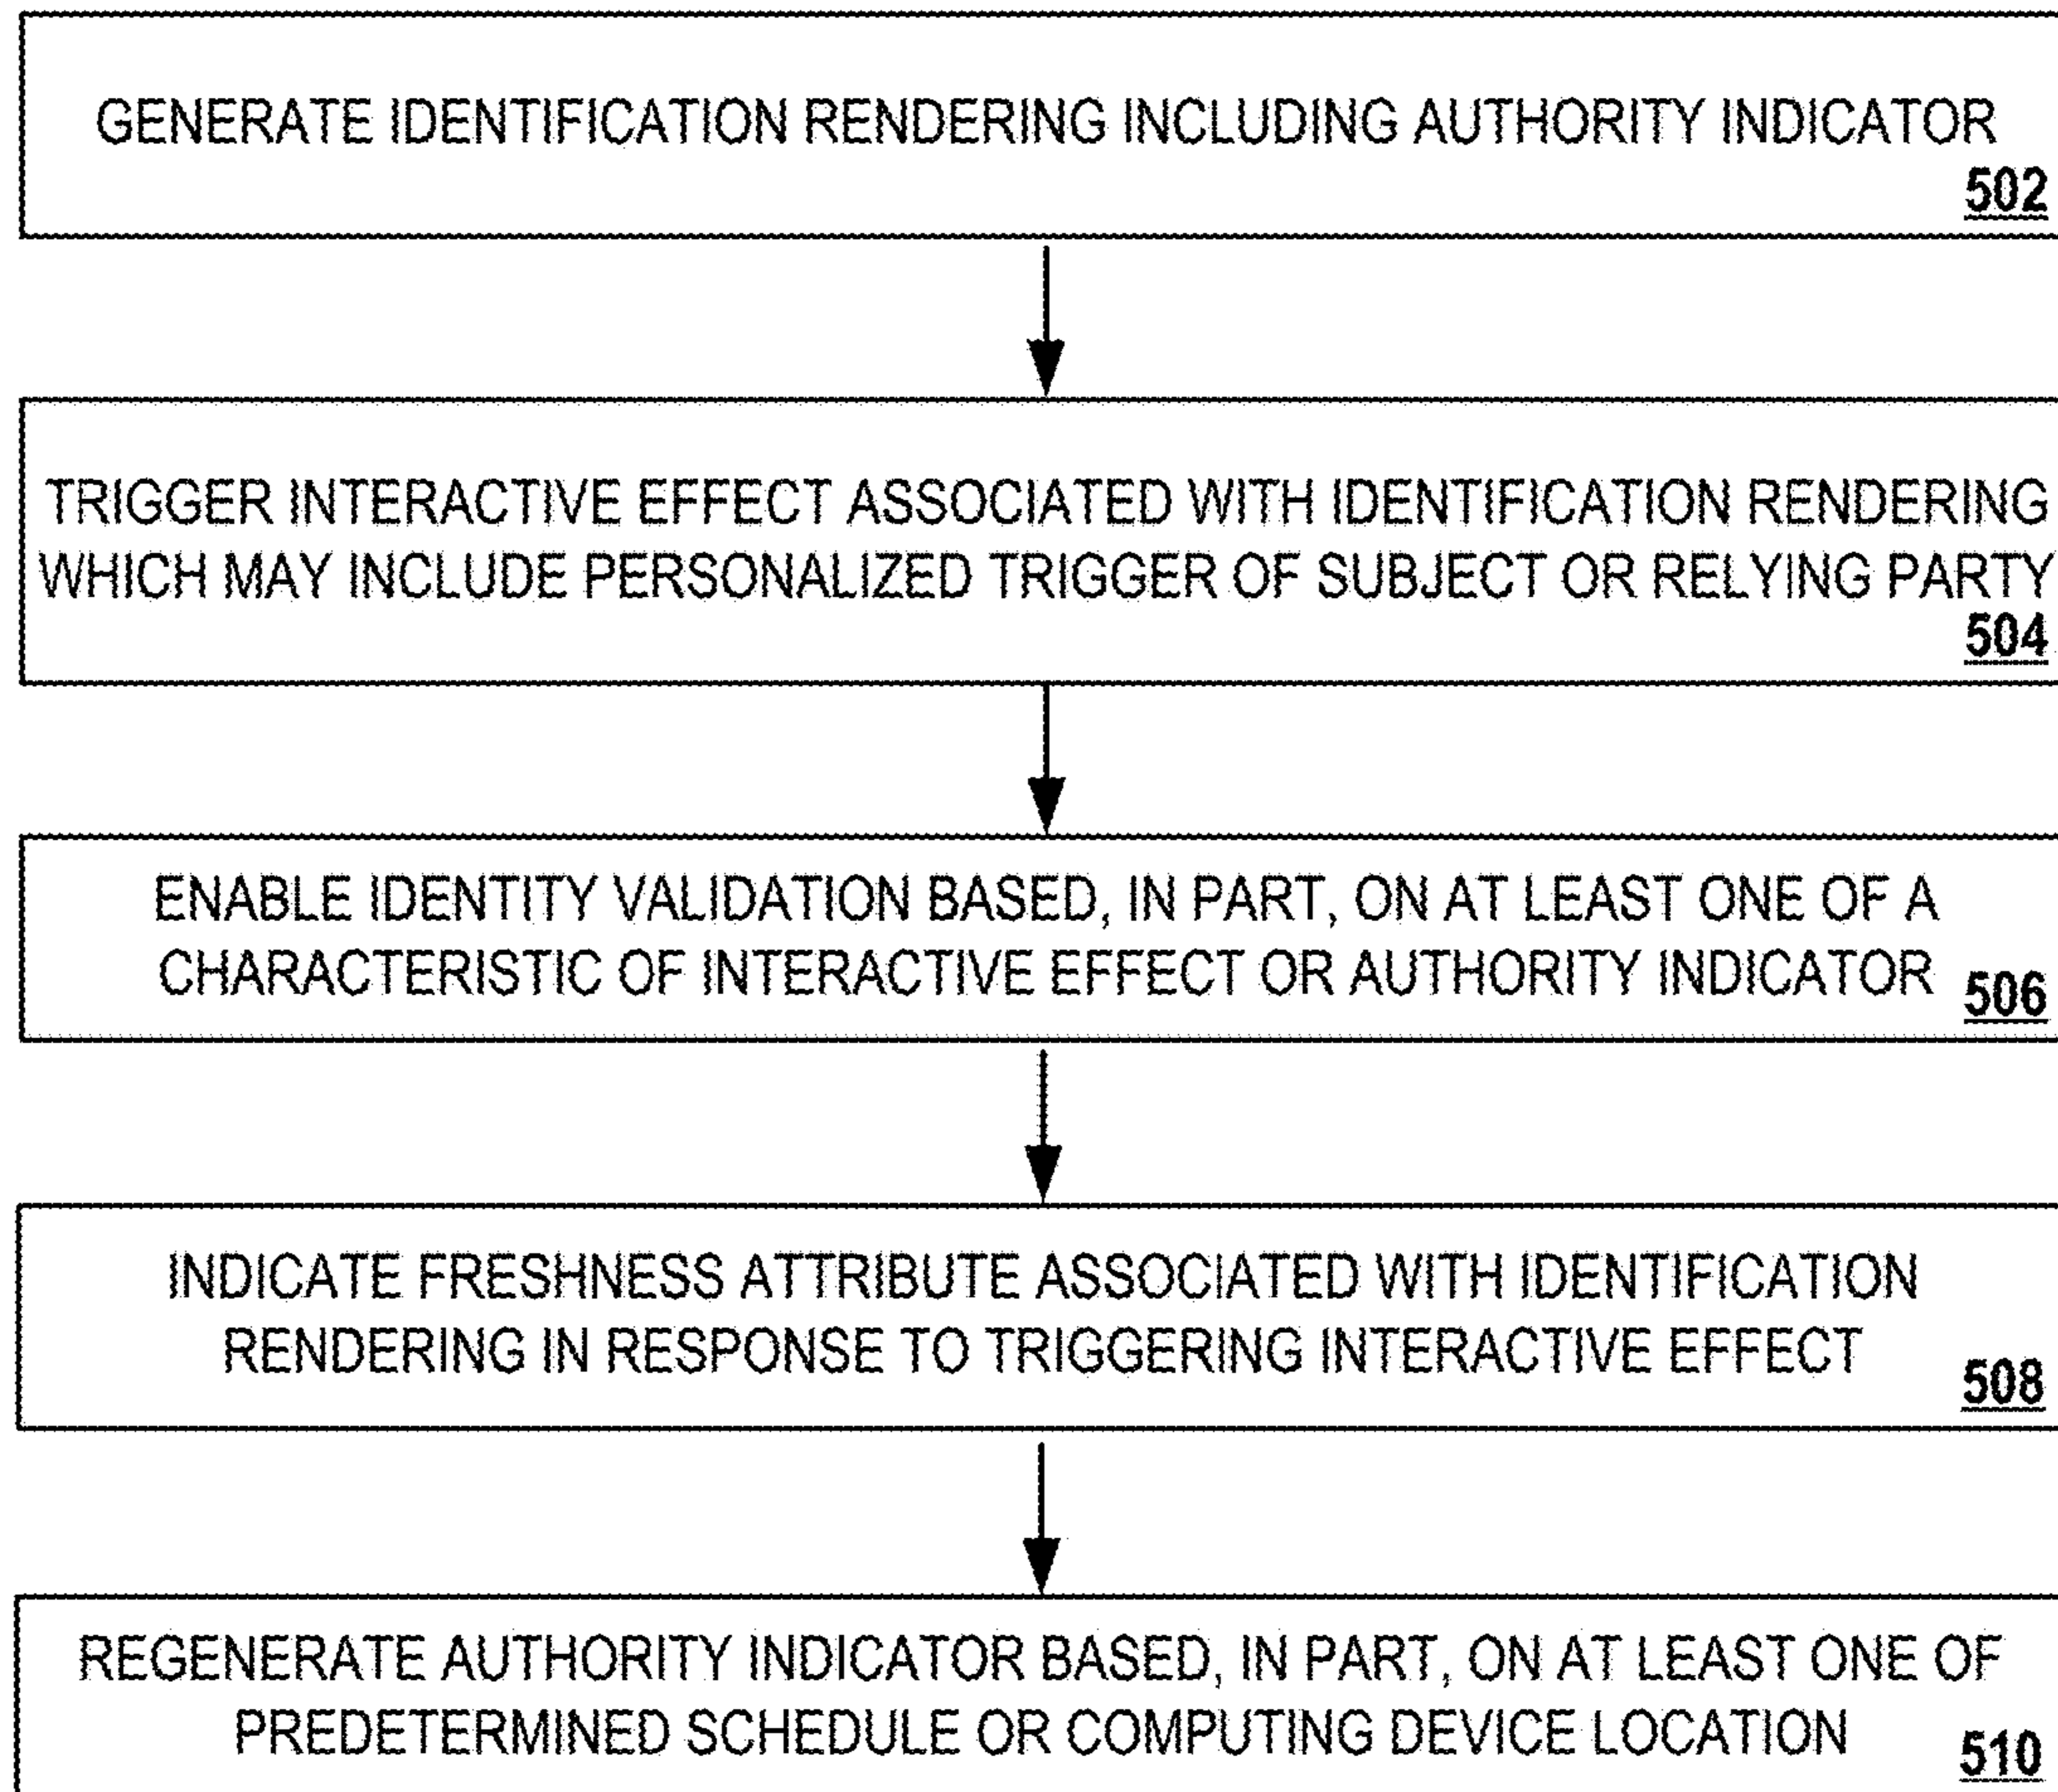 GENERATE IDENTIFICATION RENDERING INCLUDING AUTHORITY INDICATOR
502
TRIGGER INTERACTIVE EFFECT ASSOCIATED WITH IDENTIFICATION RENDERING
WHICH MAY INCLUDE PERSONALIZED TRIGGER OF SUBJECT OR RELYING PARTY
504
ENABLE IDENTITY VALIDATION BASED, IN PART, ON AT LEAST ONE OF A
CHARACTERISTIC OF INTERACTIVE EFFECT OR AUTHORITY INDICATOR
506
INDICATE FRESHNESS ATTRIBUTE ASSOCIATED WITH IDENTIFICATION
RENDERING IN RESPONSE TO TRIGGERING INTERACTIVE EFFECT
508
REGENERATE AUTHORITY INDICATOR BASED, IN PART, ON AT LEAST ONE OF
PREDETERMINED SCHEDULE OR COMPUTING DEVICE LOCATION
510